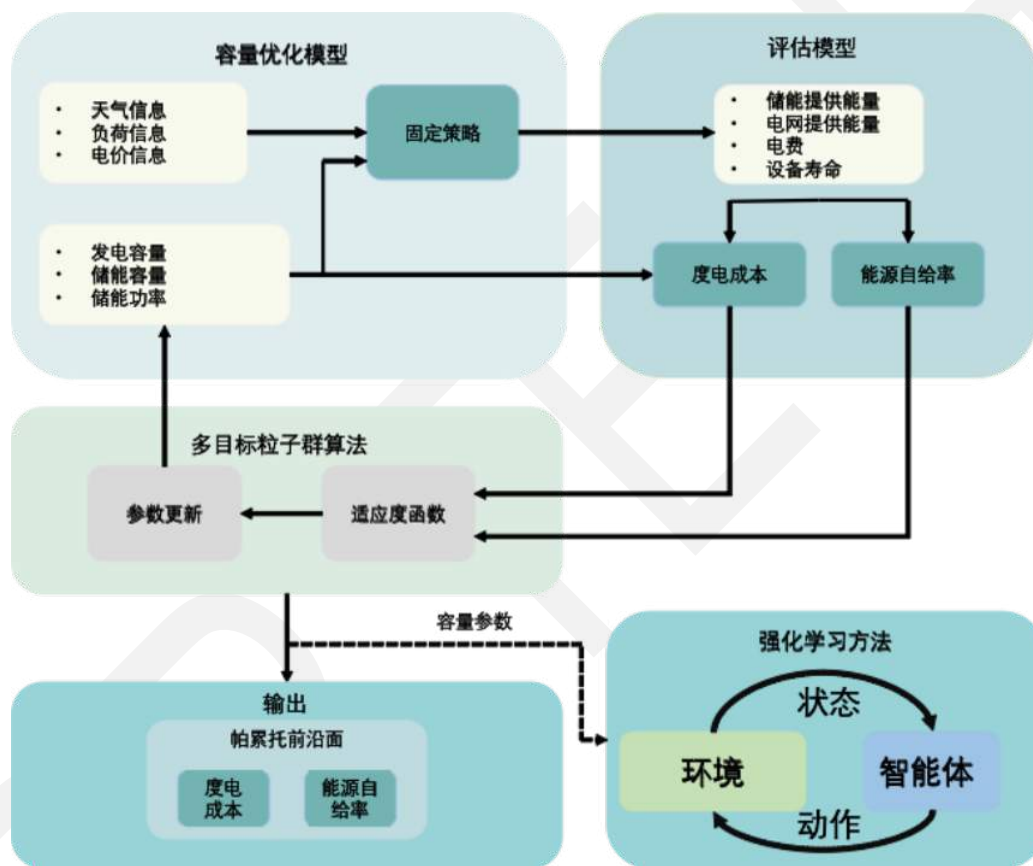 容量优化模型
• 天气信息
• 负荷信息
• 电价信息
固定策略
• 发电容量
• 储能容量
• 储能功率
评估模型
• 储能提供能量
• 电网提供能量
• 电费
• 设备寿命
度电成本
能源自给率
多目标粒子群算法
参数更新
适应度函数
容量参数
输出
帕累托前沿面
度电
成本
能源自
给率
强化学习方法
状态
环境
智能体
动作